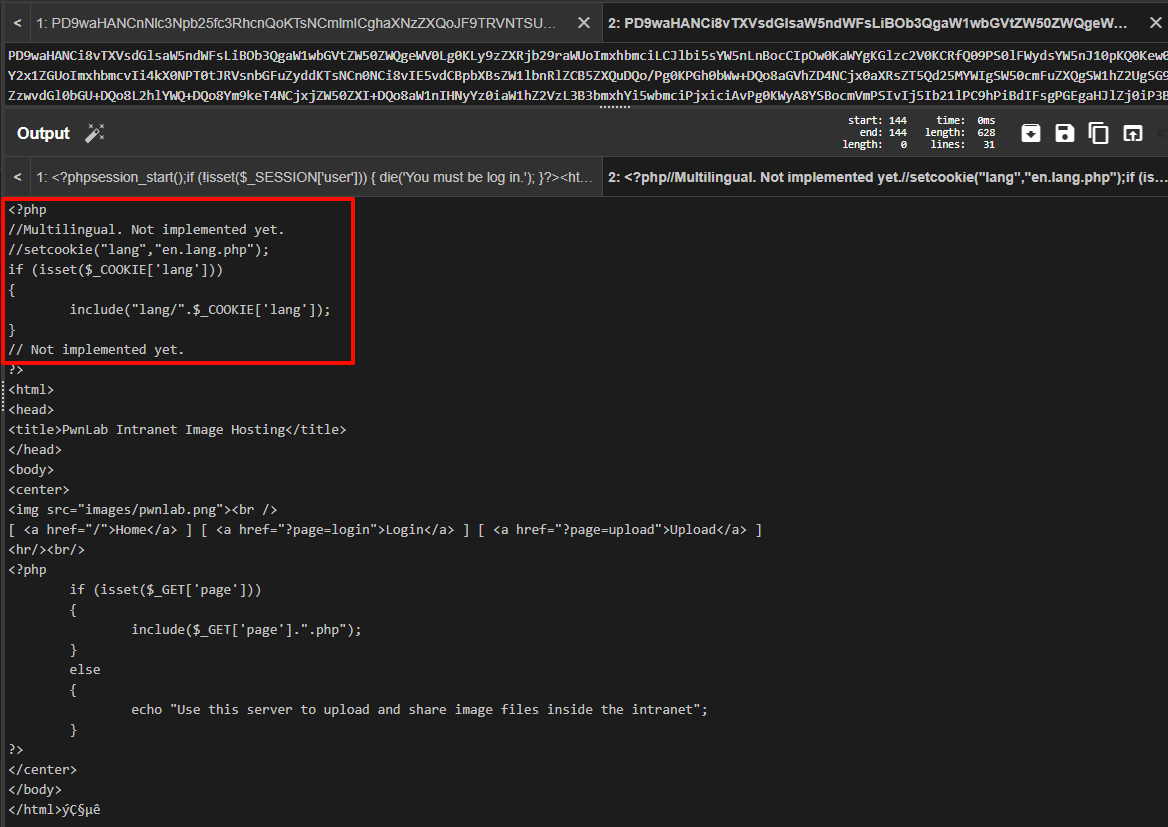 < 1: PD9waHANCnNlc3Npb25fc3RhcnQoKTsNCmlmICghaXNzZXQoJF9TRVNTSU... × 2: PD9waHANCi8vTXVsdGlsaW5ndWFsLiBOb3QgaW1wbGVtZW50ZWQgeW... ×
PD9waHANCi8vTXVsdGlsaW5ndWFsLiBOb3QgaW1wbGVtZW50ZWQgeWV0Lg0KLy9zZXRjb29raWUoImxhbmciLCJlbi5sYW5nLnBocCIpOw0KaWYgKGlzc2V0KCRfQ09PS0lFWydsYW5nJ10pKQ0Kew0
Y2x1ZGUoImxhbmcvIi4kX0NPT0tJRVsnbGFuZyddKTsNCn0NCi8vIE5vdCBpbXBsZW1lbnRlZCB5ZXQuDQo/Pg0KPGh0bWw+DQo8aGVhZD4NCjx0aXRsZT5Qd25MYWIgSW50cmFuZXQgSW1hZ2UgSG9
ZzwvdGl0bGU+DQo8L2hlYWQ+DQo8Ym9keT4NCjxjZW50ZXI+DQo8aW1nIHNyYz0iaW1hZ2VzL3B3bmxhYi5wbmciPjxiciAvPg0KWyA8YSBocmVmPSIvIj5Ib21lPC9hPiBdIFsgPGEgaHJlZj0iP3B
Output
start: 144 time: 0ms
end: 144 length: 628
length: 0 lines: 31
< 1: <?phpsession_start();if (!isset($_SESSION['user'])) { die('You must be log in.'); }?><ht... 2: <?php//Multilingual. Not implemented yet.//setcookie("lang","en.lang.php");if (is...
<?php
//Multilingual. Not implemented yet.
//setcookie("lang","en.lang.php");
if (isset($_COOKIE['lang']))
{
include("lang/".$_COOKIE['lang']);
}
// Not implemented yet.
?>
<html>
<head>
<title>PwnLab Intranet Image Hosting</title>
</head>
<body>
<center>
<img src="images/pwnlab.png"><br />
[ <a href="/">Home</a> ] [ <a href="?page=login">Login</a> ] [ <a href="?page=upload">Upload</a> ]
<hr/><br/>
<?php
if (isset($_GET['page']))
{
include($_GET['page'].".php");
}
else
{
echo "Use this server to upload and share image files inside the intranet";
}
?>
</center>
</body>
</html>ýÇ§µê